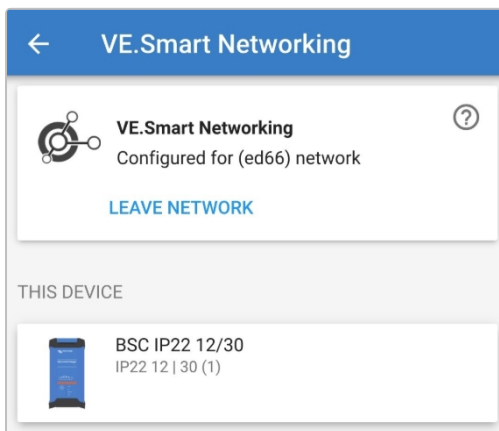 VE.Smart Networking
VE.Smart Networking
Configured for (ed66) network
LEAVE NETWORK
THIS DEVICE
BSC IP22 12/30
IP22 12 | 30 (1)